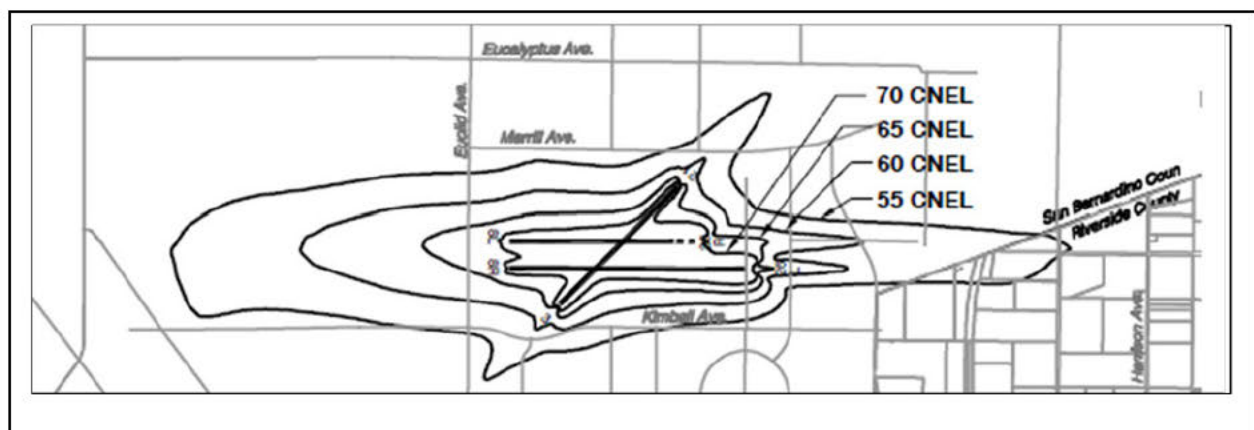 Eucalyptus Ave.
Euclid Ave.
Merrill Ave.
70 CNEL
65 CNEL
60 CNEL
55 CNEL
San Bernardino Coun
Riverside County
Kimball Ave.
Harrison Ave.